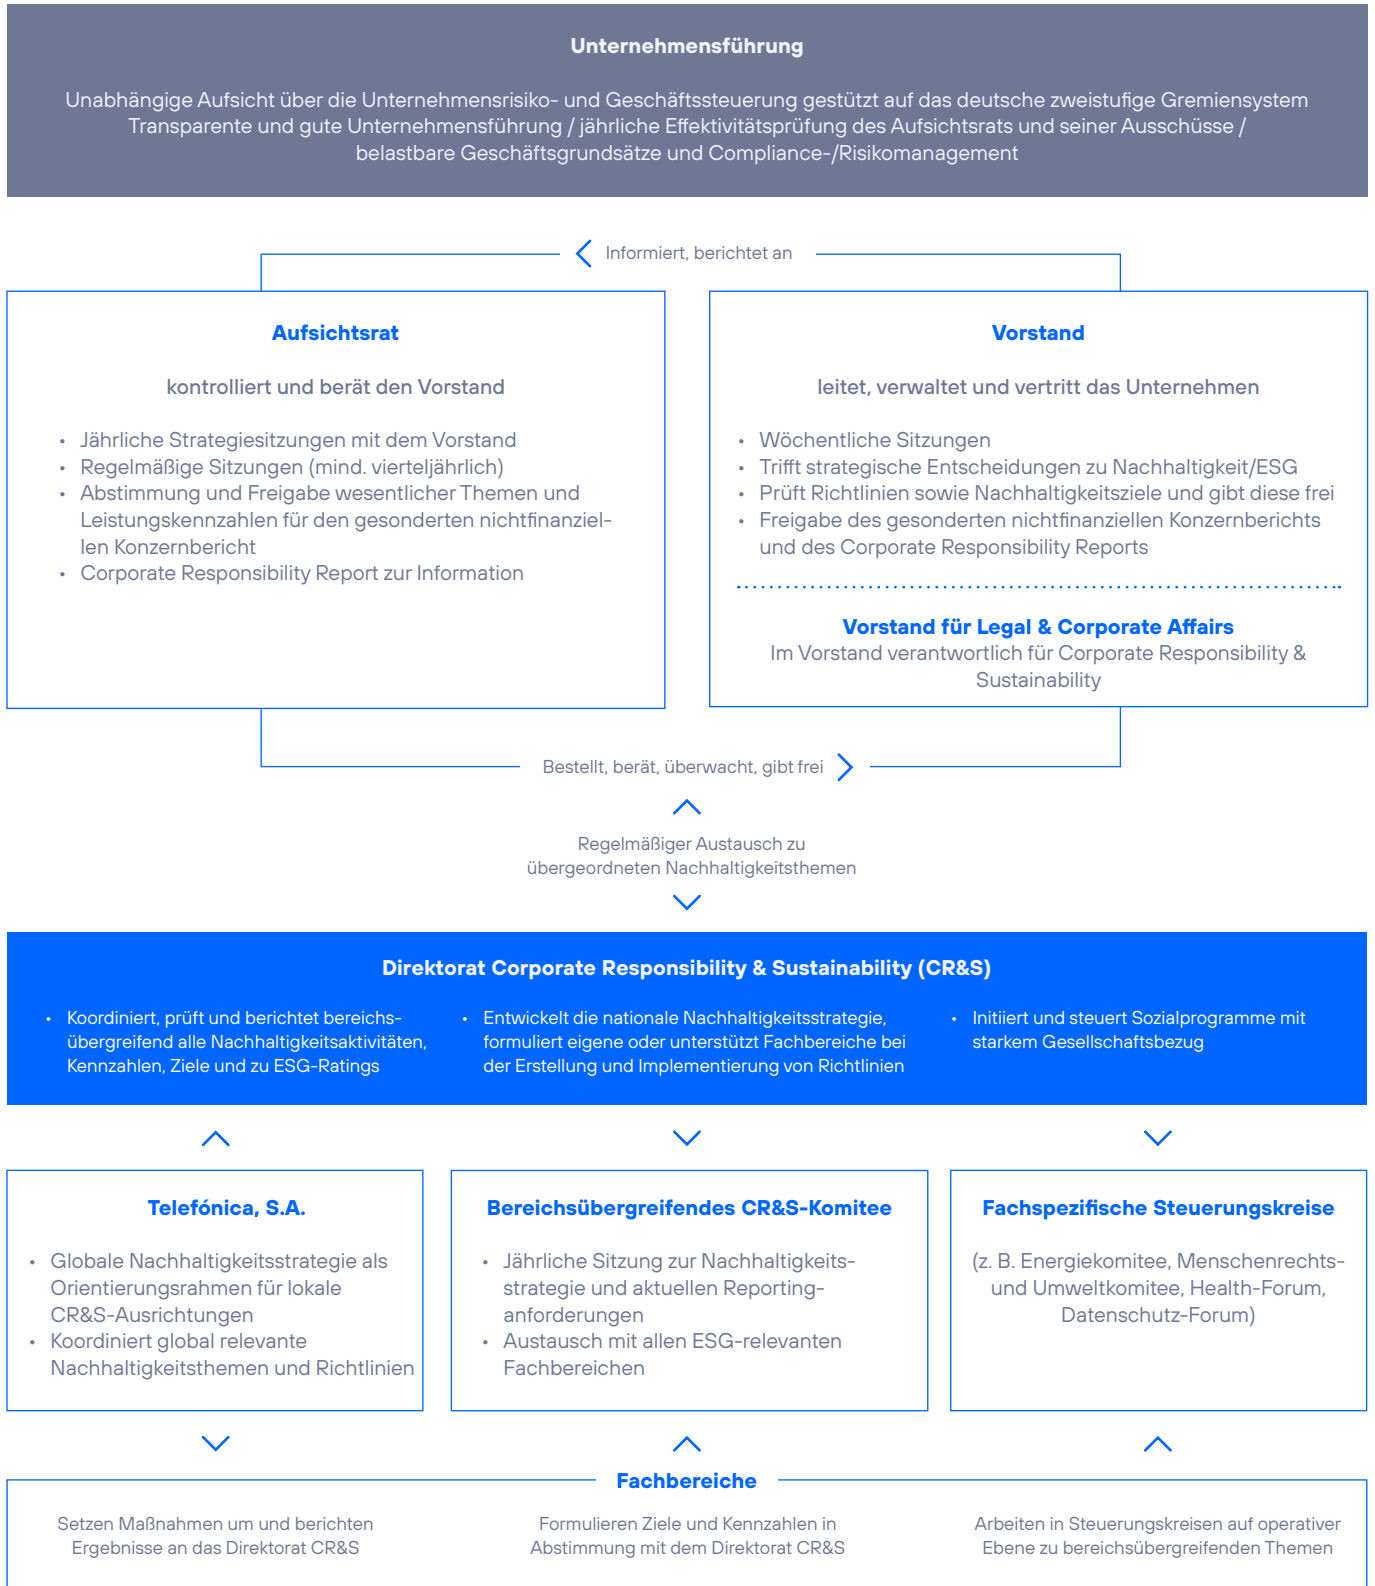 Unternehmensführung
Unabhängige Aufsicht über die Unternehmensrisiko- und Geschäftssteuerung gestützt auf das deutsche zweistufige Gremiensystem
Transparente und gute Unternehmensführung / jährliche Effektivitätsprüfung des Aufsichtsrats und seiner Ausschüsse /
belastbare Geschäftsgrundsätze und Compliance-/Risikomanagement
Informiert, berichtet an
Aufsichtsrat
kontrolliert und berät den Vorstand
• Jährliche Strategiesitzungen mit dem Vorstand
• Regelmäßige Sitzungen (mind. vierteljährlich)
• Abstimmung und Freigabe wesentlicher Themen und
Leistungskennzahlen für den gesonderten nichtfinanziel-
len Konzernbericht
• Corporate Responsibility Report zur Information
Vorstand
leitet, verwaltet und vertritt das Unternehmen
• Wöchentliche Sitzungen
• Trifft strategische Entscheidungen zu Nachhaltigkeit/ESG
• Prüft Richtlinien sowie Nachhaltigkeitsziele und gibt diese frei
• Freigabe des gesonderten nichtfinanziellen Konzernberichts
und des Corporate Responsibility Reports
Vorstand für Legal & Corporate Affairs
Im Vorstand verantwortlich für Corporate Responsibility &
Sustainability
Bestellt, berät, überwacht, gibt frei
Regelmäßiger Austausch zu
übergeordneten Nachhaltigkeitsthemen
Direktorat Corporate Responsibility & Sustainability (CR&S)
• Koordiniert, prüft und berichtet bereichs-
übergreifend alle Nachhaltigkeitsaktivitäten,
Kennzahlen, Ziele und zu ESG-Ratings
• Entwickelt die nationale Nachhaltigkeitsstrategie,
formuliert eigene oder unterstützt Fachbereiche bei
der Erstellung und Implementierung von Richtlinien
• Initiiert und steuert Sozialprogramme mit
starkem Gesellschaftsbezug
Telefónica, S.A.
• Globale Nachhaltigkeitsstrategie als
Orientierungsrahmen für lokale
CR&S-Ausrichtungen
• Koordiniert global relevante
Nachhaltigkeitsthemen und Richtlinien
Bereichsübergreifendes CR&S-Komitee
• Jährliche Sitzung zur Nachhaltigkeits-
strategie und aktuellen Reporting-
anforderungen
• Austausch mit allen ESG-relevanten
Fachbereichen
Fachspezifische Steuerungskreise
(z. B. Energiekomitee, Menschenrechts-
und Umweltkomitee, Health-Forum,
Datenschutz-Forum)
Fachbereiche
Setzen Maßnahmen um und berichten
Ergebnisse an das Direktorat CR&S
Formulieren Ziele und Kennzahlen in
Abstimmung mit dem Direktorat CR&S
Arbeiten in Steuerungskreisen auf operativer
Ebene zu bereichsübergreifenden Themen